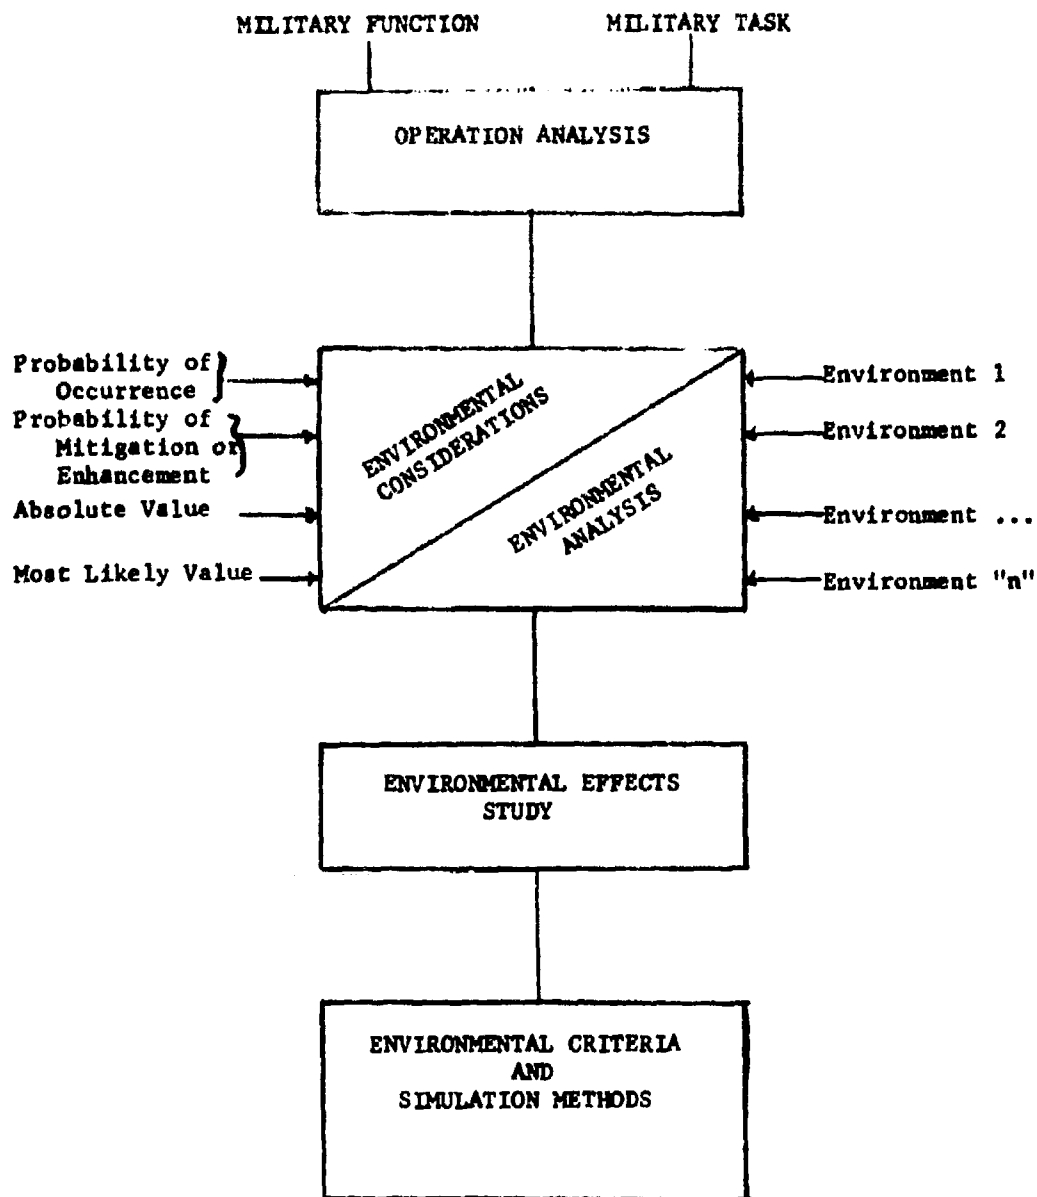 MILITARY FUNCTION
MILITARY TASK
OPERATION ANALYSIS
Probability of
Occurrence
Probability of
Mitigation or
Enhancement
Absolute Value
Most Likely Value
ENVIRONMENTAL
CONSIDERATIONS
ENVIRONMENTAL
ANALYSIS
Environment 1
Environment 2
Environment ...
Environment "n"
ENVIRONMENTAL EFFECTS
STUDY
ENVIRONMENTAL CRITERIA
AND
SIMULATION METHODS